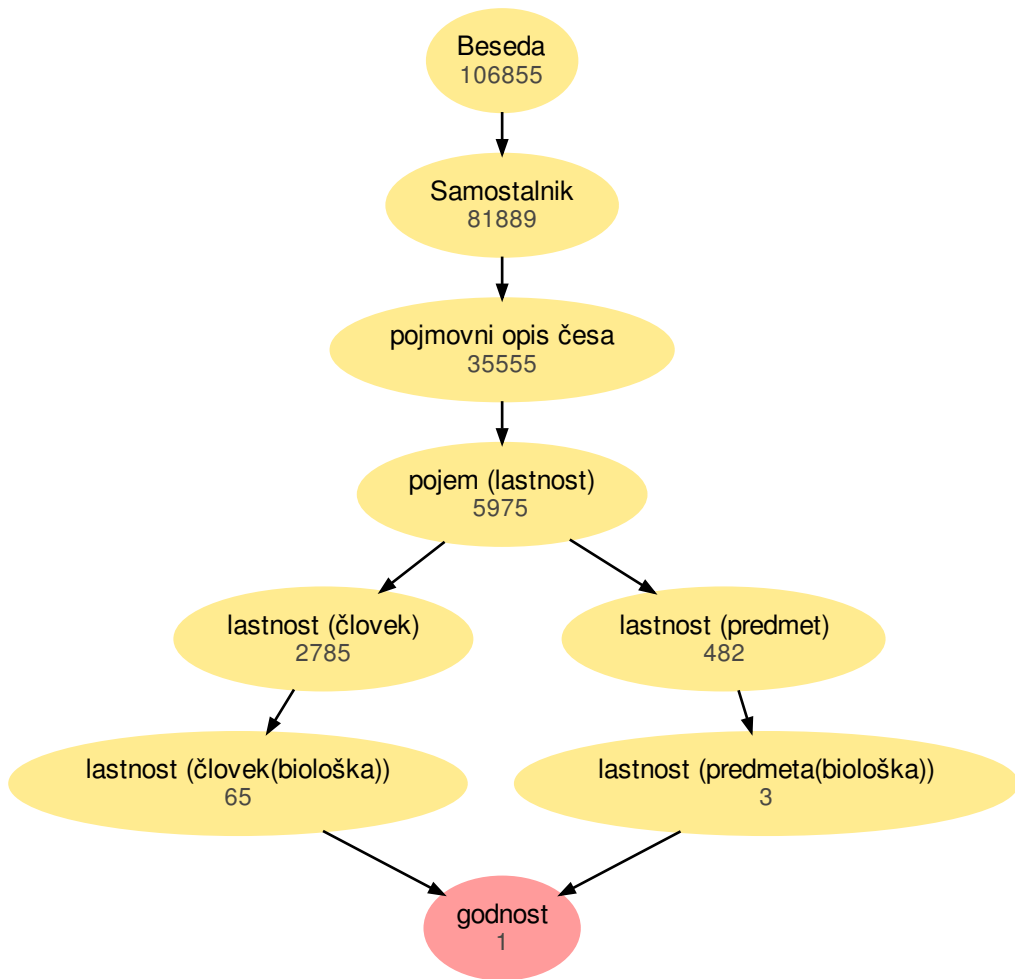 Beseda
106855
Samostalnik
81889
pojmovni opis česa
35555
pojem (lastnost)
5975
lastnost (človek)
2785
lastnost (predmet)
482
lastnost (človek(biološka))
65
lastnost (predmeta(biološka))
3
godnost
1